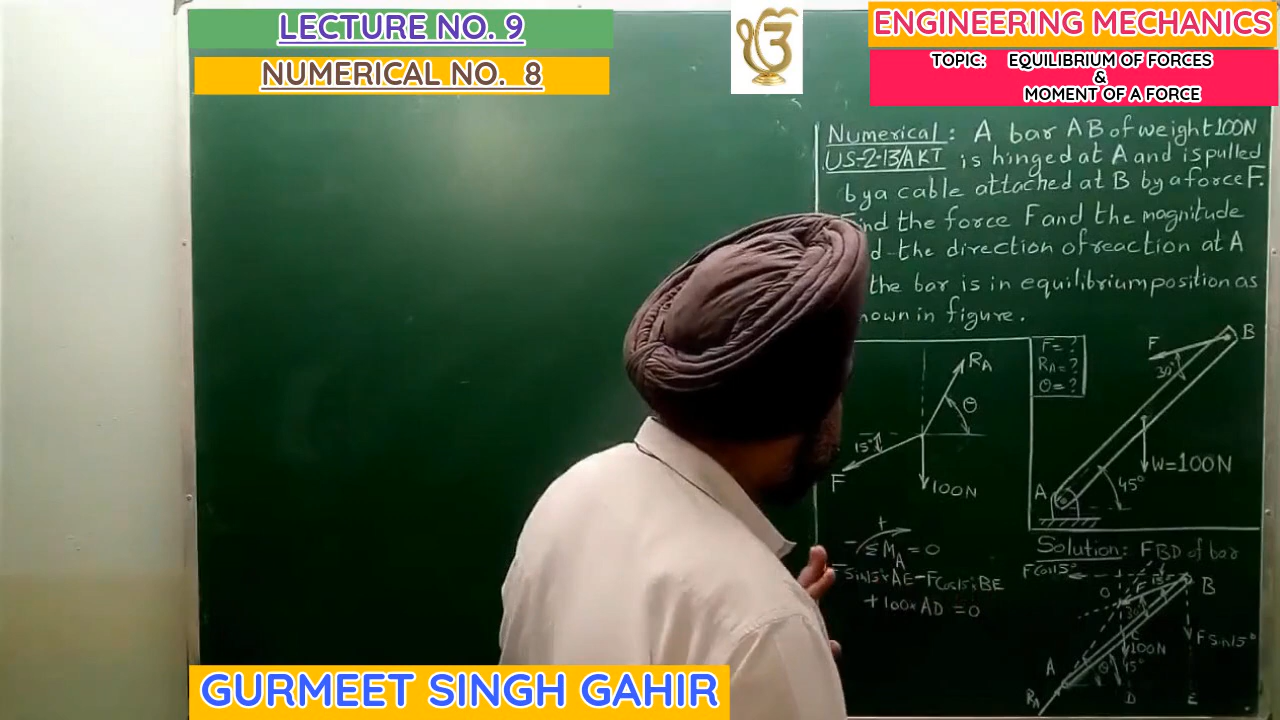 LECTURE NO. 9
NUMERICAL NO. 8
ੴ
ENGINEERING MECHANICS
TOPIC: EQUILIBRIUM OF FORCES
&
MOMENT OF A FORCE
Numerical: A bar AB of weight 100N
US-2-13/AKT is hinged at A and is pulled
by a cable attached at B by a force F.
Find the force F and the magnitude
the direction of reaction at A
the bar is in equilibrium position as
in figure.
F = ?
RA = ?
θ = ?
B
F
30°
W=100N
A
45°
RA
θ
15°
F
100N
+
-
ΣMA = 0
F sin15° × AE - F cos15° × BE
+ 100 × AD = 0
Solution: FBD of bar
F cos15°
15°
B
O
F
30°
C
100N
F sin15°
A
θ
45°
RA
D
E
GURMEET SINGH GAHIR